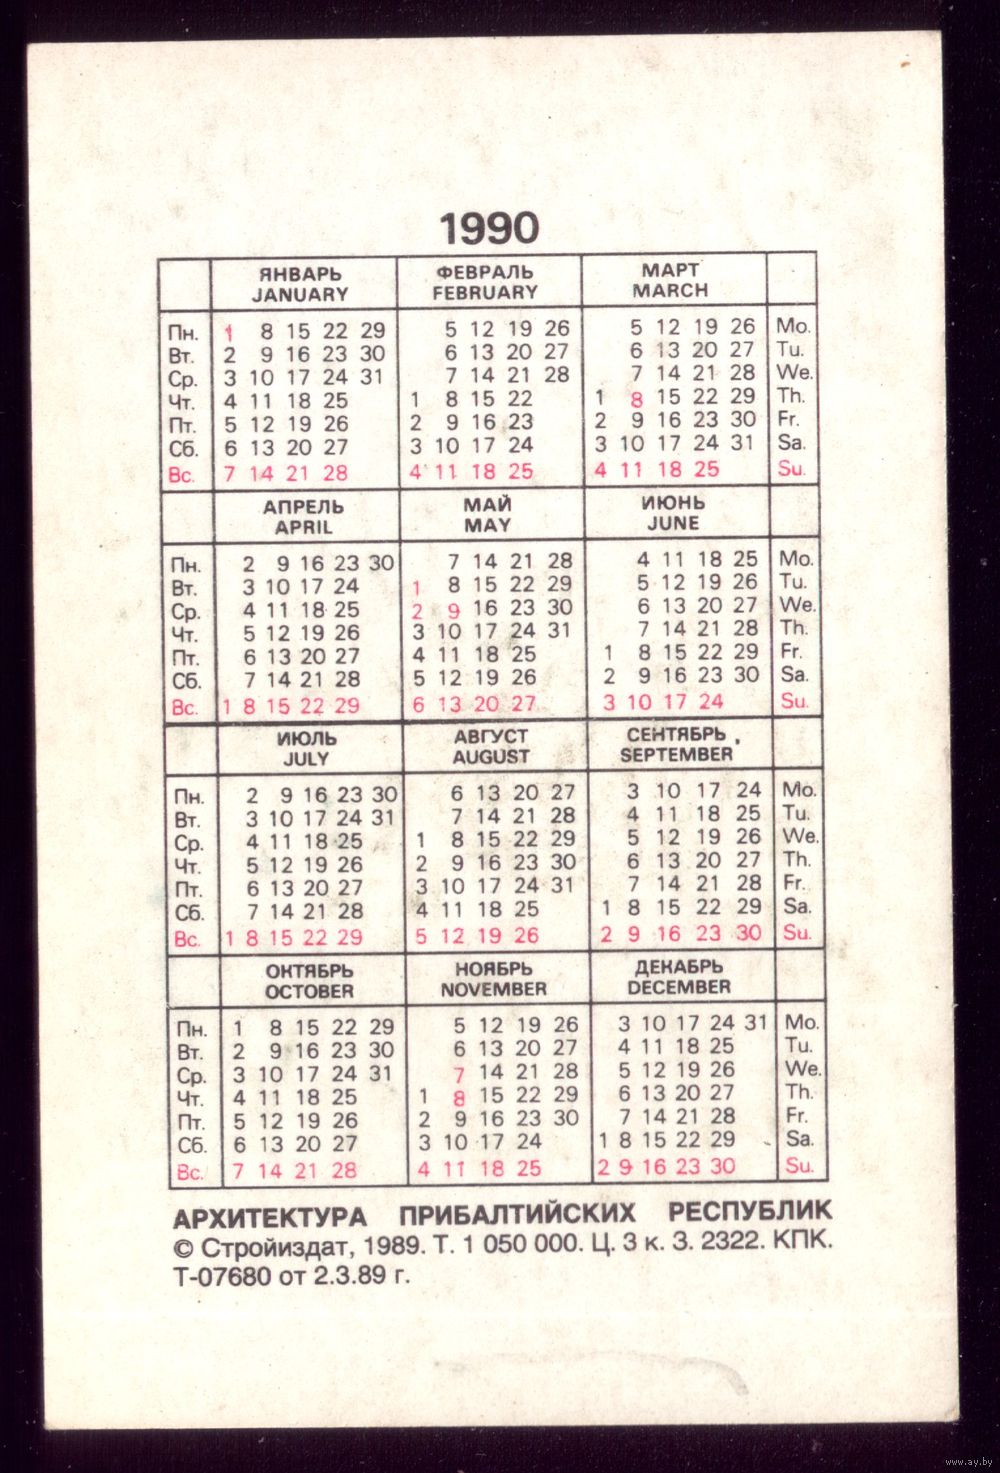 1990
ЯНВАРЬ ФЕВРАЛЬ МАРТ
JANUARY FEBRUARY MARCH
Пн. 1 8 15 22 29 5 12 19 26 5 12 19 26 Mo.
Вт. 2 9 16 23 30 6 13 20 27 6 13 20 27 Tu.
Ср. 3 10 17 24 31 7 14 21 28 7 14 21 28 We.
Чт. 4 11 18 25 1 8 15 22 1 8 15 22 29 Th.
Пт. 5 12 19 26 2 9 16 23 2 9 16 23 30 Fr.
Сб. 6 13 20 27 3 10 17 24 3 10 17 24 31 Sa.
Вс. 7 14 21 28 4 11 18 25 4 11 18 25 Su.
АПРЕЛЬ МАЙ ИЮНЬ
APRIL MAY JUNE
Пн. 2 9 16 23 30 7 14 21 28 4 11 18 25 Mo.
Вт. 3 10 17 24 1 8 15 22 29 5 12 19 26 Tu.
Ср. 4 11 18 25 2 9 16 23 30 6 13 20 27 We.
Чт. 5 12 19 26 3 10 17 24 31 7 14 21 28 Th.
Пт. 6 13 20 27 4 11 18 25 1 8 15 22 29 Fr.
Сб. 7 14 21 28 5 12 19 26 2 9 16 23 30 Sa.
Вс. 1 8 15 22 29 6 13 20 27 3 10 17 24 Su.
ИЮЛЬ АВГУСТ СЕНТЯБРЬ
JULY AUGUST SEPTEMBER
Пн. 2 9 16 23 30 6 13 20 27 3 10 17 24 Mo.
Вт. 3 10 17 24 31 7 14 21 28 4 11 18 25 Tu.
Ср. 4 11 18 25 1 8 15 22 29 5 12 19 26 We.
Чт. 5 12 19 26 2 9 16 23 30 6 13 20 27 Th.
Пт. 6 13 20 27 3 10 17 24 31 7 14 21 28 Fr.
Сб. 7 14 21 28 4 11 18 25 1 8 15 22 29 Sa.
Вс. 1 8 15 22 29 5 12 19 26 2 9 16 23 30 Su.
ОКТЯБРЬ НОЯБРЬ ДЕКАБРЬ
OCTOBER NOVEMBER DECEMBER
Пн. 1 8 15 22 29 5 12 19 26 3 10 17 24 31 Mo.
Вт. 2 9 16 23 30 6 13 20 27 4 11 18 25 Tu.
Ср. 3 10 17 24 31 7 14 21 28 5 12 19 26 We.
Чт. 4 11 18 25 1 8 15 22 29 6 13 20 27 Th.
Пт. 5 12 19 26 2 9 16 23 30 7 14 21 28 Fr.
Сб. 6 13 20 27 3 10 17 24 1 8 15 22 29 Sa.
Вс. 7 14 21 28 4 11 18 25 2 9 16 23 30 Su.
АРХИТЕКТУРА ПРИБАЛТИЙСКИХ РЕСПУБЛИК
© Стройиздат, 1989. Т. 1 050 000. Ц. 3 к. З. 2322. КПК.
Т-07680 от 2.3.89 г.
www.ay.by